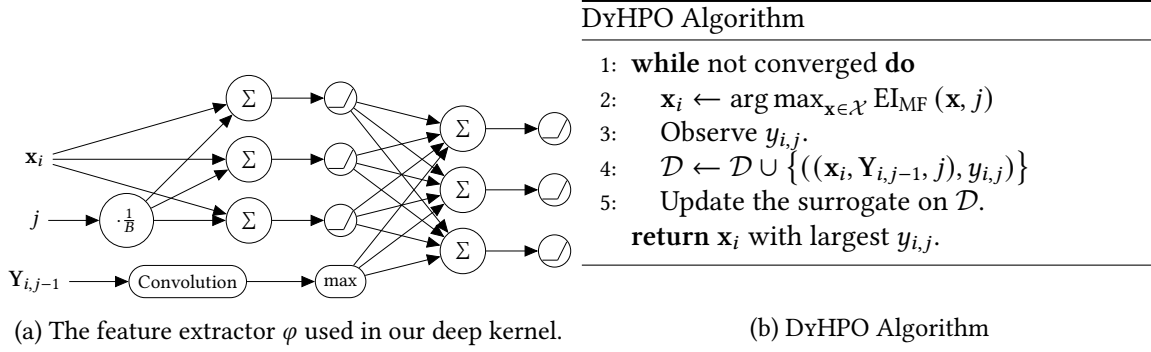 x_i
j
Y_{i,j−1}
· 1/B
Σ
Σ
Σ
Convolution
max
Σ
Σ
Σ
(a) The feature extractor φ used in our deep kernel.
DyHPO Algorithm
1: while not converged do
2: x_i ← arg max_{x∈𝒳} EI_MF (x, j)
3: Observe y_{i,j}.
4: 𝒟 ← 𝒟 ∪ {((x_i, Y_{i,j−1}, j), y_{i,j})}
5: Update the surrogate on 𝒟.
return x_i with largest y_{i,j}.
(b) DyHPO Algorithm